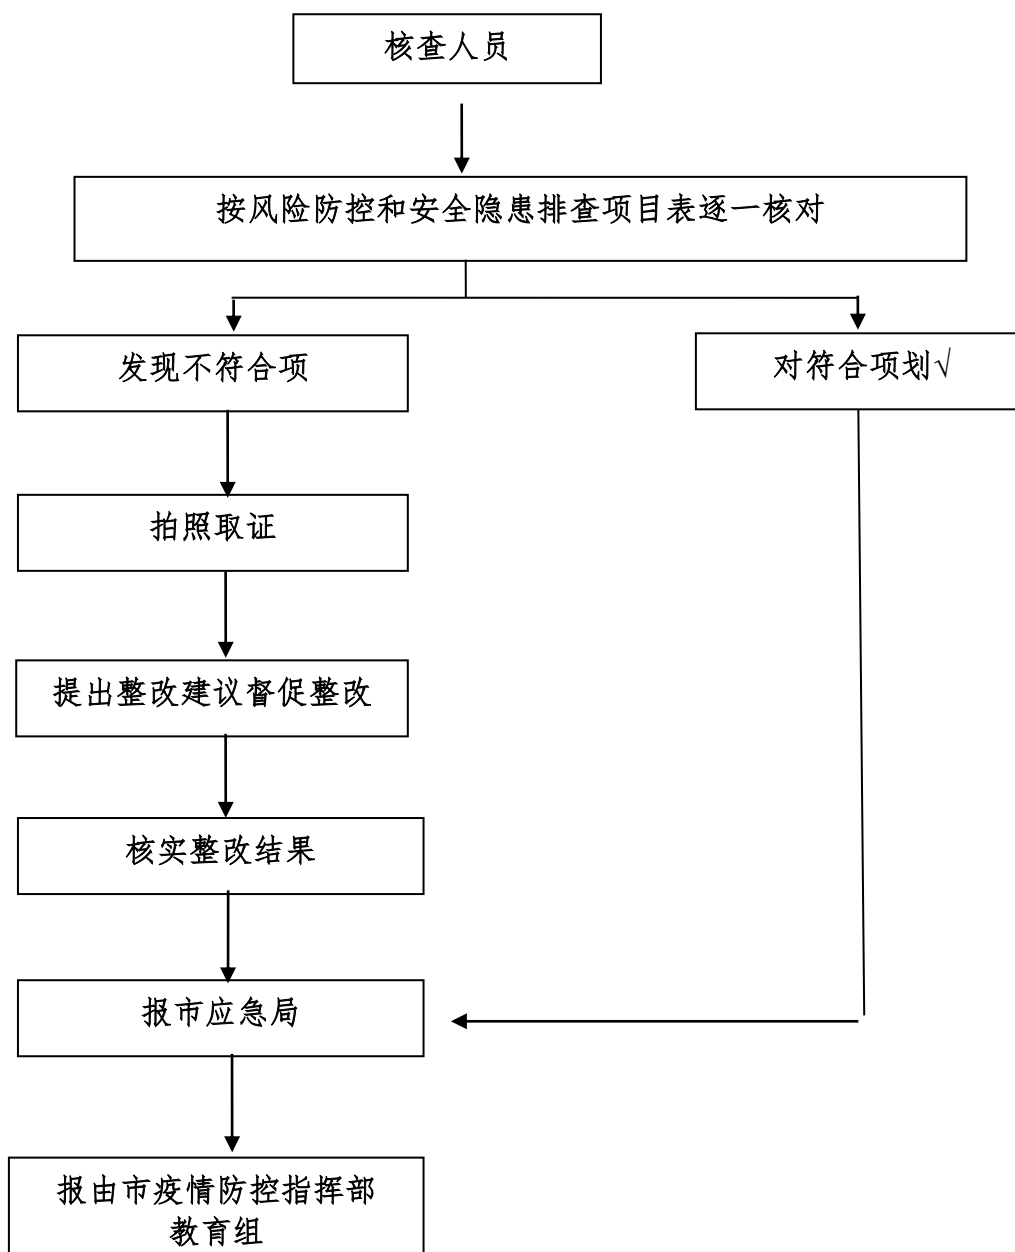 核查人员
按风险防控和安全隐患排查项目表逐一核对
发现不符合项
对符合项划√
拍照取证
提出整改建议督促整改
核实整改结果
报市应急局
报由市疫情防控指挥部
教育组